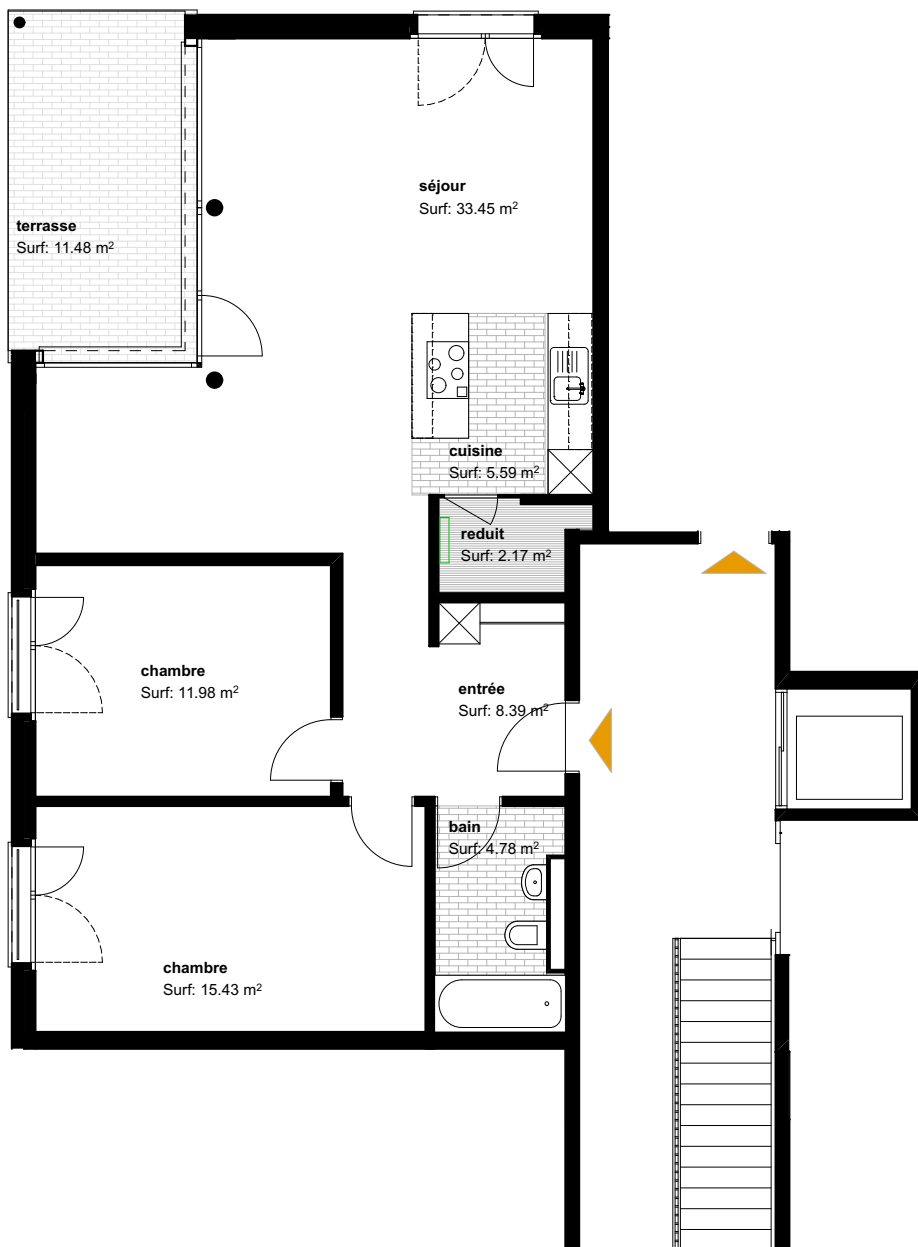 séjour
Surf: 33.45 m²
terrasse
Surf: 11.48 m²
cuisine
Surf: 5.59 m²
reduit
Surf: 2.17 m²
chambre
Surf: 11.98 m²
entrée
Surf: 8.39 m²
bain
Surf: 4.78 m²
chambre
Surf: 15.43 m²